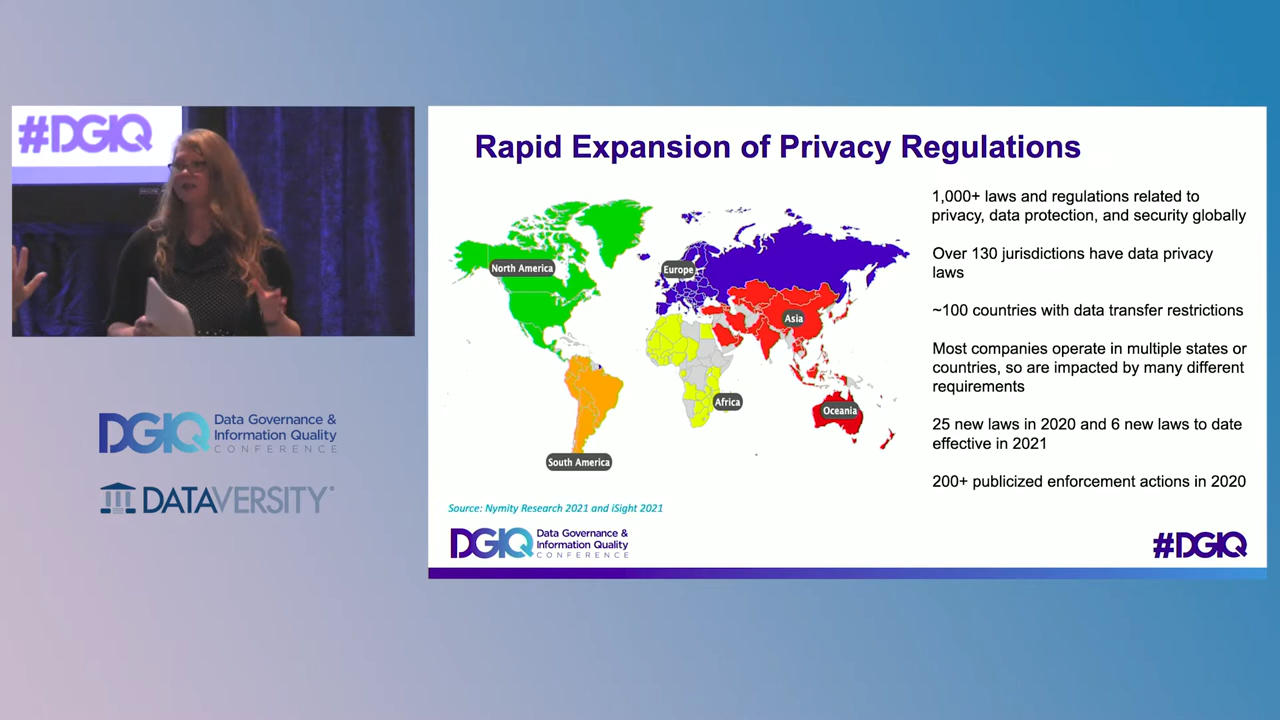 #DGIQ
DGIQ Data Governance &
Information Quality
CONFERENCE
DATAVERSITY
Rapid Expansion of Privacy Regulations
North America
Europe
Asia
Africa
Oceania
South America
1,000+ laws and regulations related to
privacy, data protection, and security globally
Over 130 jurisdictions have data privacy
laws
~100 countries with data transfer restrictions
Most companies operate in multiple states or
countries, so are impacted by many different
requirements
25 new laws in 2020 and 6 new laws to date
effective in 2021
200+ publicized enforcement actions in 2020
Source: Nymity Research 2021 and iSight 2021
DGIQ Data Governance &
Information Quality
CONFERENCE
#DGIQ